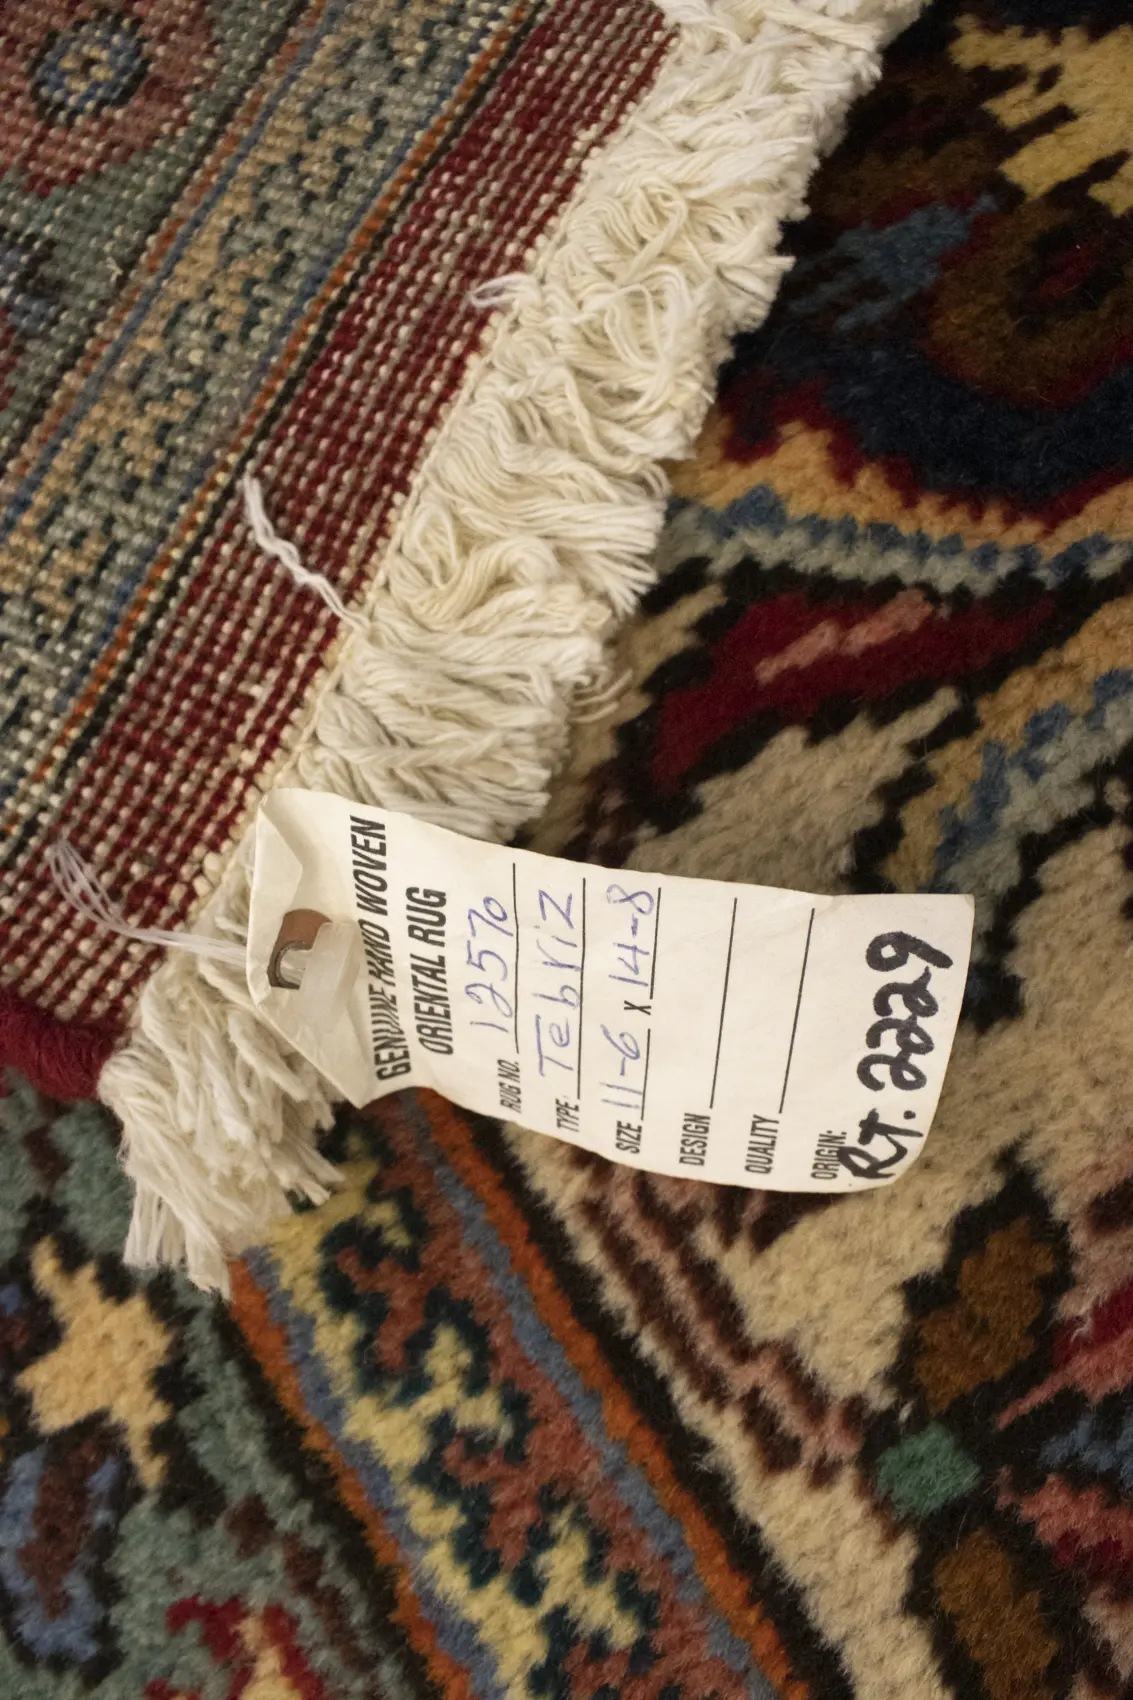 GENUINE HAND WOVEN
ORIENTAL RUG
RUG NO. 12570
TYPE: Tebriz
SIZE 11-6 x 14-8
DESIGN
QUALITY
ORIGIN:
RT. 2229